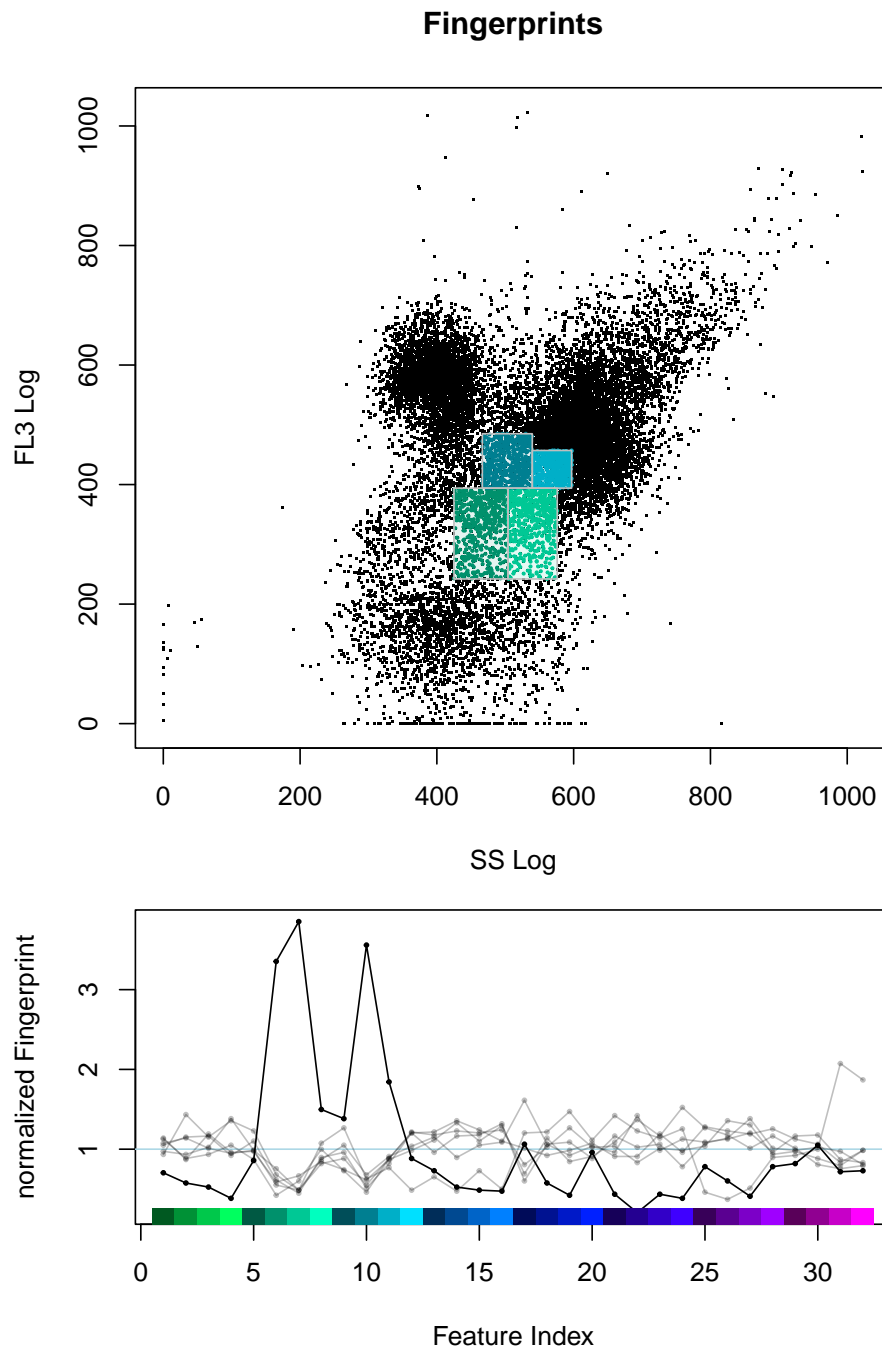 Fingerprints
1000
800
600
400
200
0
FL3 Log
0 200 400 600 800 1000
SS Log
3
2
1
normalized Fingerprint
0 5 10 15 20 25 30
Feature Index